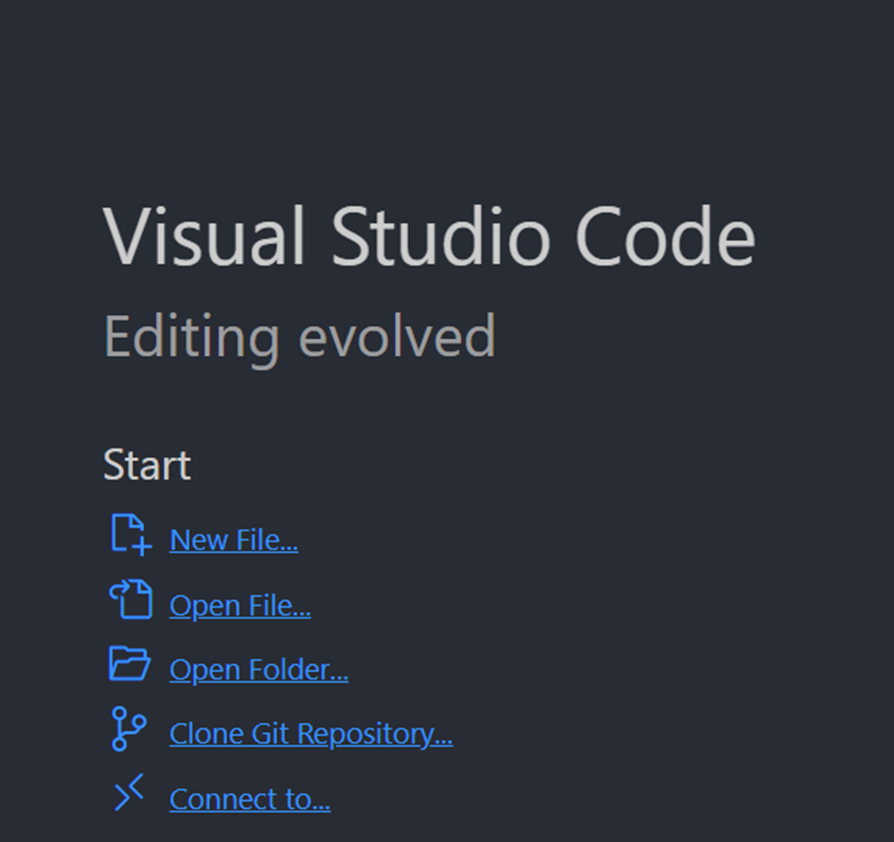 Visual Studio Code
Editing evolved
Start
New File...
Open File...
Open Folder...
Clone Git Repository...
Connect to...